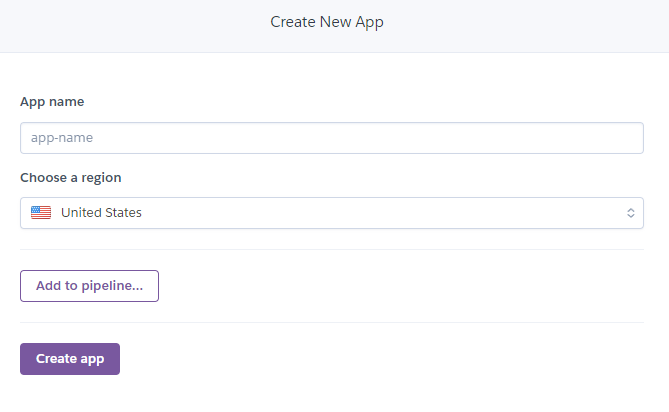 Create New App
App name
app-name
Choose a region
United States
Add to pipeline...
Create app